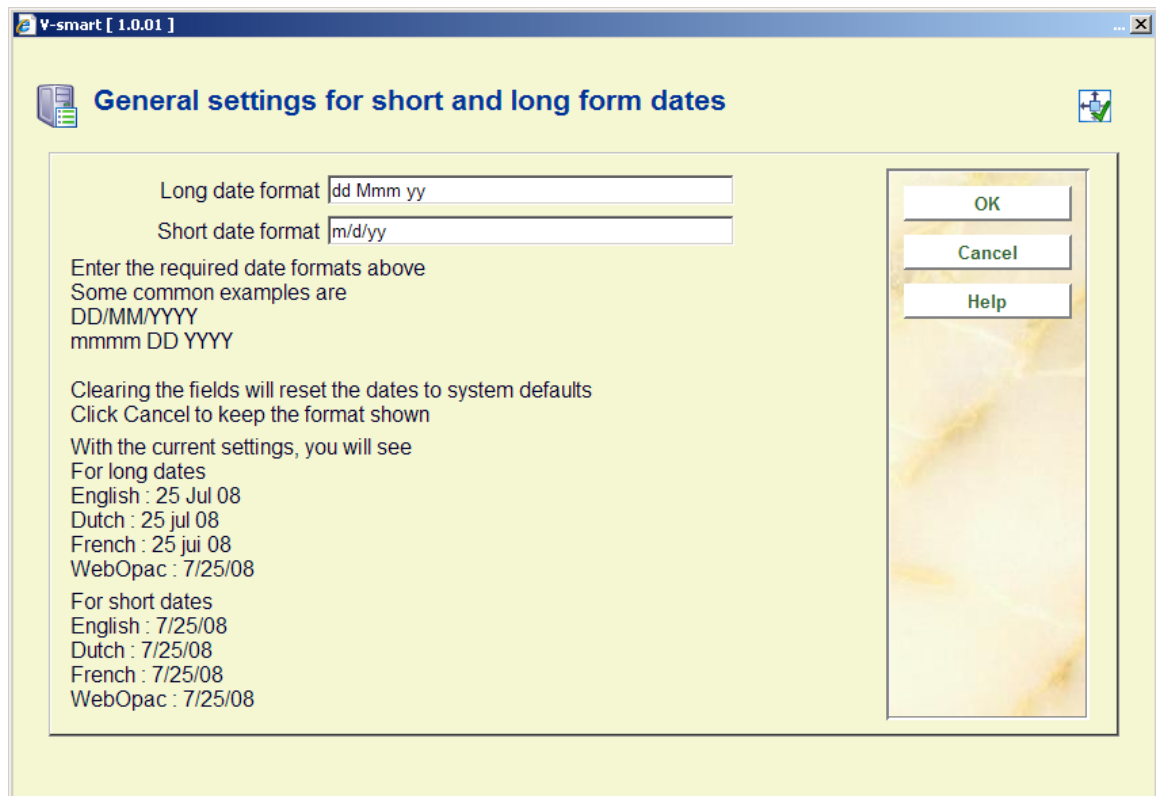 V-smart [ 1.0.01 ]
...
General settings for short and long form dates
Long date format dd Mmm yy
OK
Short date format m/d/yy
Cancel
Help
Enter the required date formats above
Some common examples are
DD/MM/YYYY
mmmm DD YYYY
Clearing the fields will reset the dates to system defaults
Click Cancel to keep the format shown
With the current settings, you will see
For long dates
English : 25 Jul 08
Dutch : 25 jul 08
French : 25 jui 08
WebOpac : 7/25/08
For short dates
English : 7/25/08
Dutch : 7/25/08
French : 7/25/08
WebOpac : 7/25/08